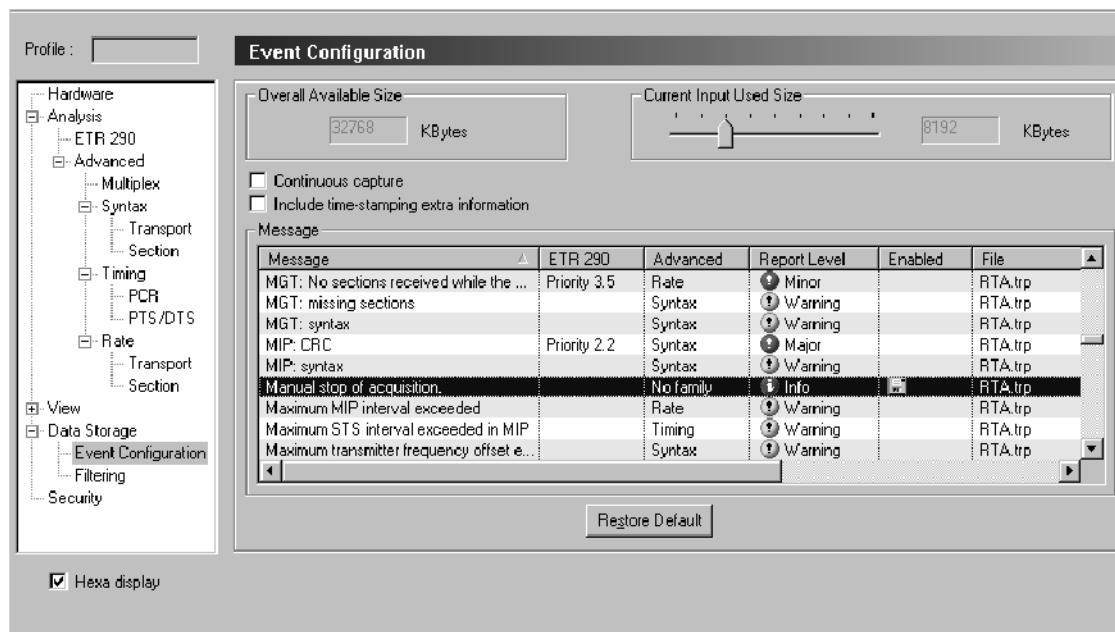 Profile :
Event Configuration
Hardware
Analysis
ETR 290
Advanced
Multiplex
Syntax
Transport
Section
Timing
PCR
PTS/DTS
Rate
Transport
Section
View
Data Storage
Event Configuration
Filtering
Security
Hexa display
Overall Available Size
32768 KBytes
Current Input Used Size
8192 KBytes
Continuous capture
Include time-stamping extra information
Message
Message ETR 290 Advanced Report Level Enabled File
MGT: No sections received while the ... Priority 3.5 Rate Minor RTA.trp
MGT: missing sections Syntax Warning RTA.trp
MGT: syntax Syntax Warning RTA.trp
MIP: CRC Priority 2.2 Syntax Major RTA.trp
MIP: syntax Syntax Warning RTA.trp
Manual stop of acquisition. No family Info RTA.trp
Maximum MIP interval exceeded Rate Warning RTA.trp
Maximum STS interval exceeded in MIP Timing Warning RTA.trp
Maximum transmitter frequency offset e... Syntax Warning RTA.trp
Restore Default